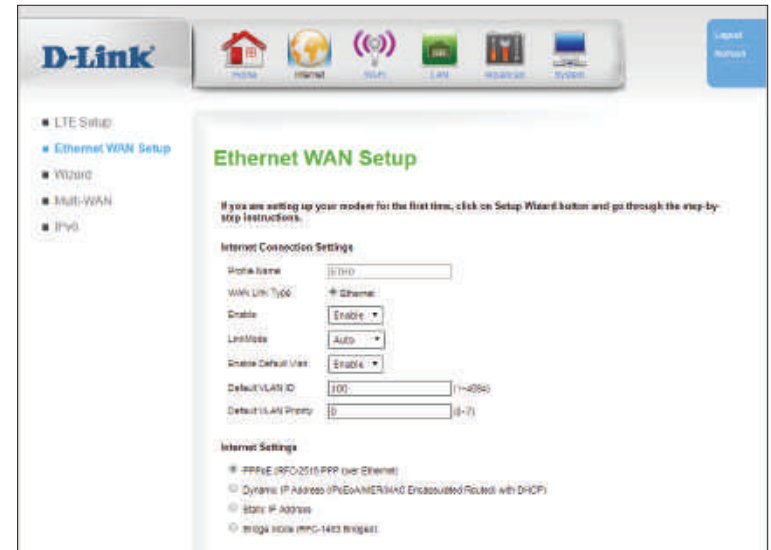 D-Link
Home
Internet
Wi-Fi
LAN
Advanced
System
Logout
LTE Setup
Ethernet WAN Setup
Wizard
Multi-WAN
IPv6
Ethernet WAN Setup
If you are setting up your modem for the first time, click on Setup Wizard button and go through the step-by-
step instructions.
Internet Connection Settings
Profile Name
WAN Link Type Ethernet
Enable Enable
LinkMode Auto
Enable Default Vlan Enable
Default VLAN ID 100 (1~4094)
Default VLAN Priority 0 (0~7)
Internet Settings
PPPoE (RFC-2516 PPP over Ethernet)
Dynamic IP Address (IPoEoA/MER/MAC Encapsulated Routed) with DHCP)
Static IP Address
Bridge Mode (RFC-1483 Bridged)